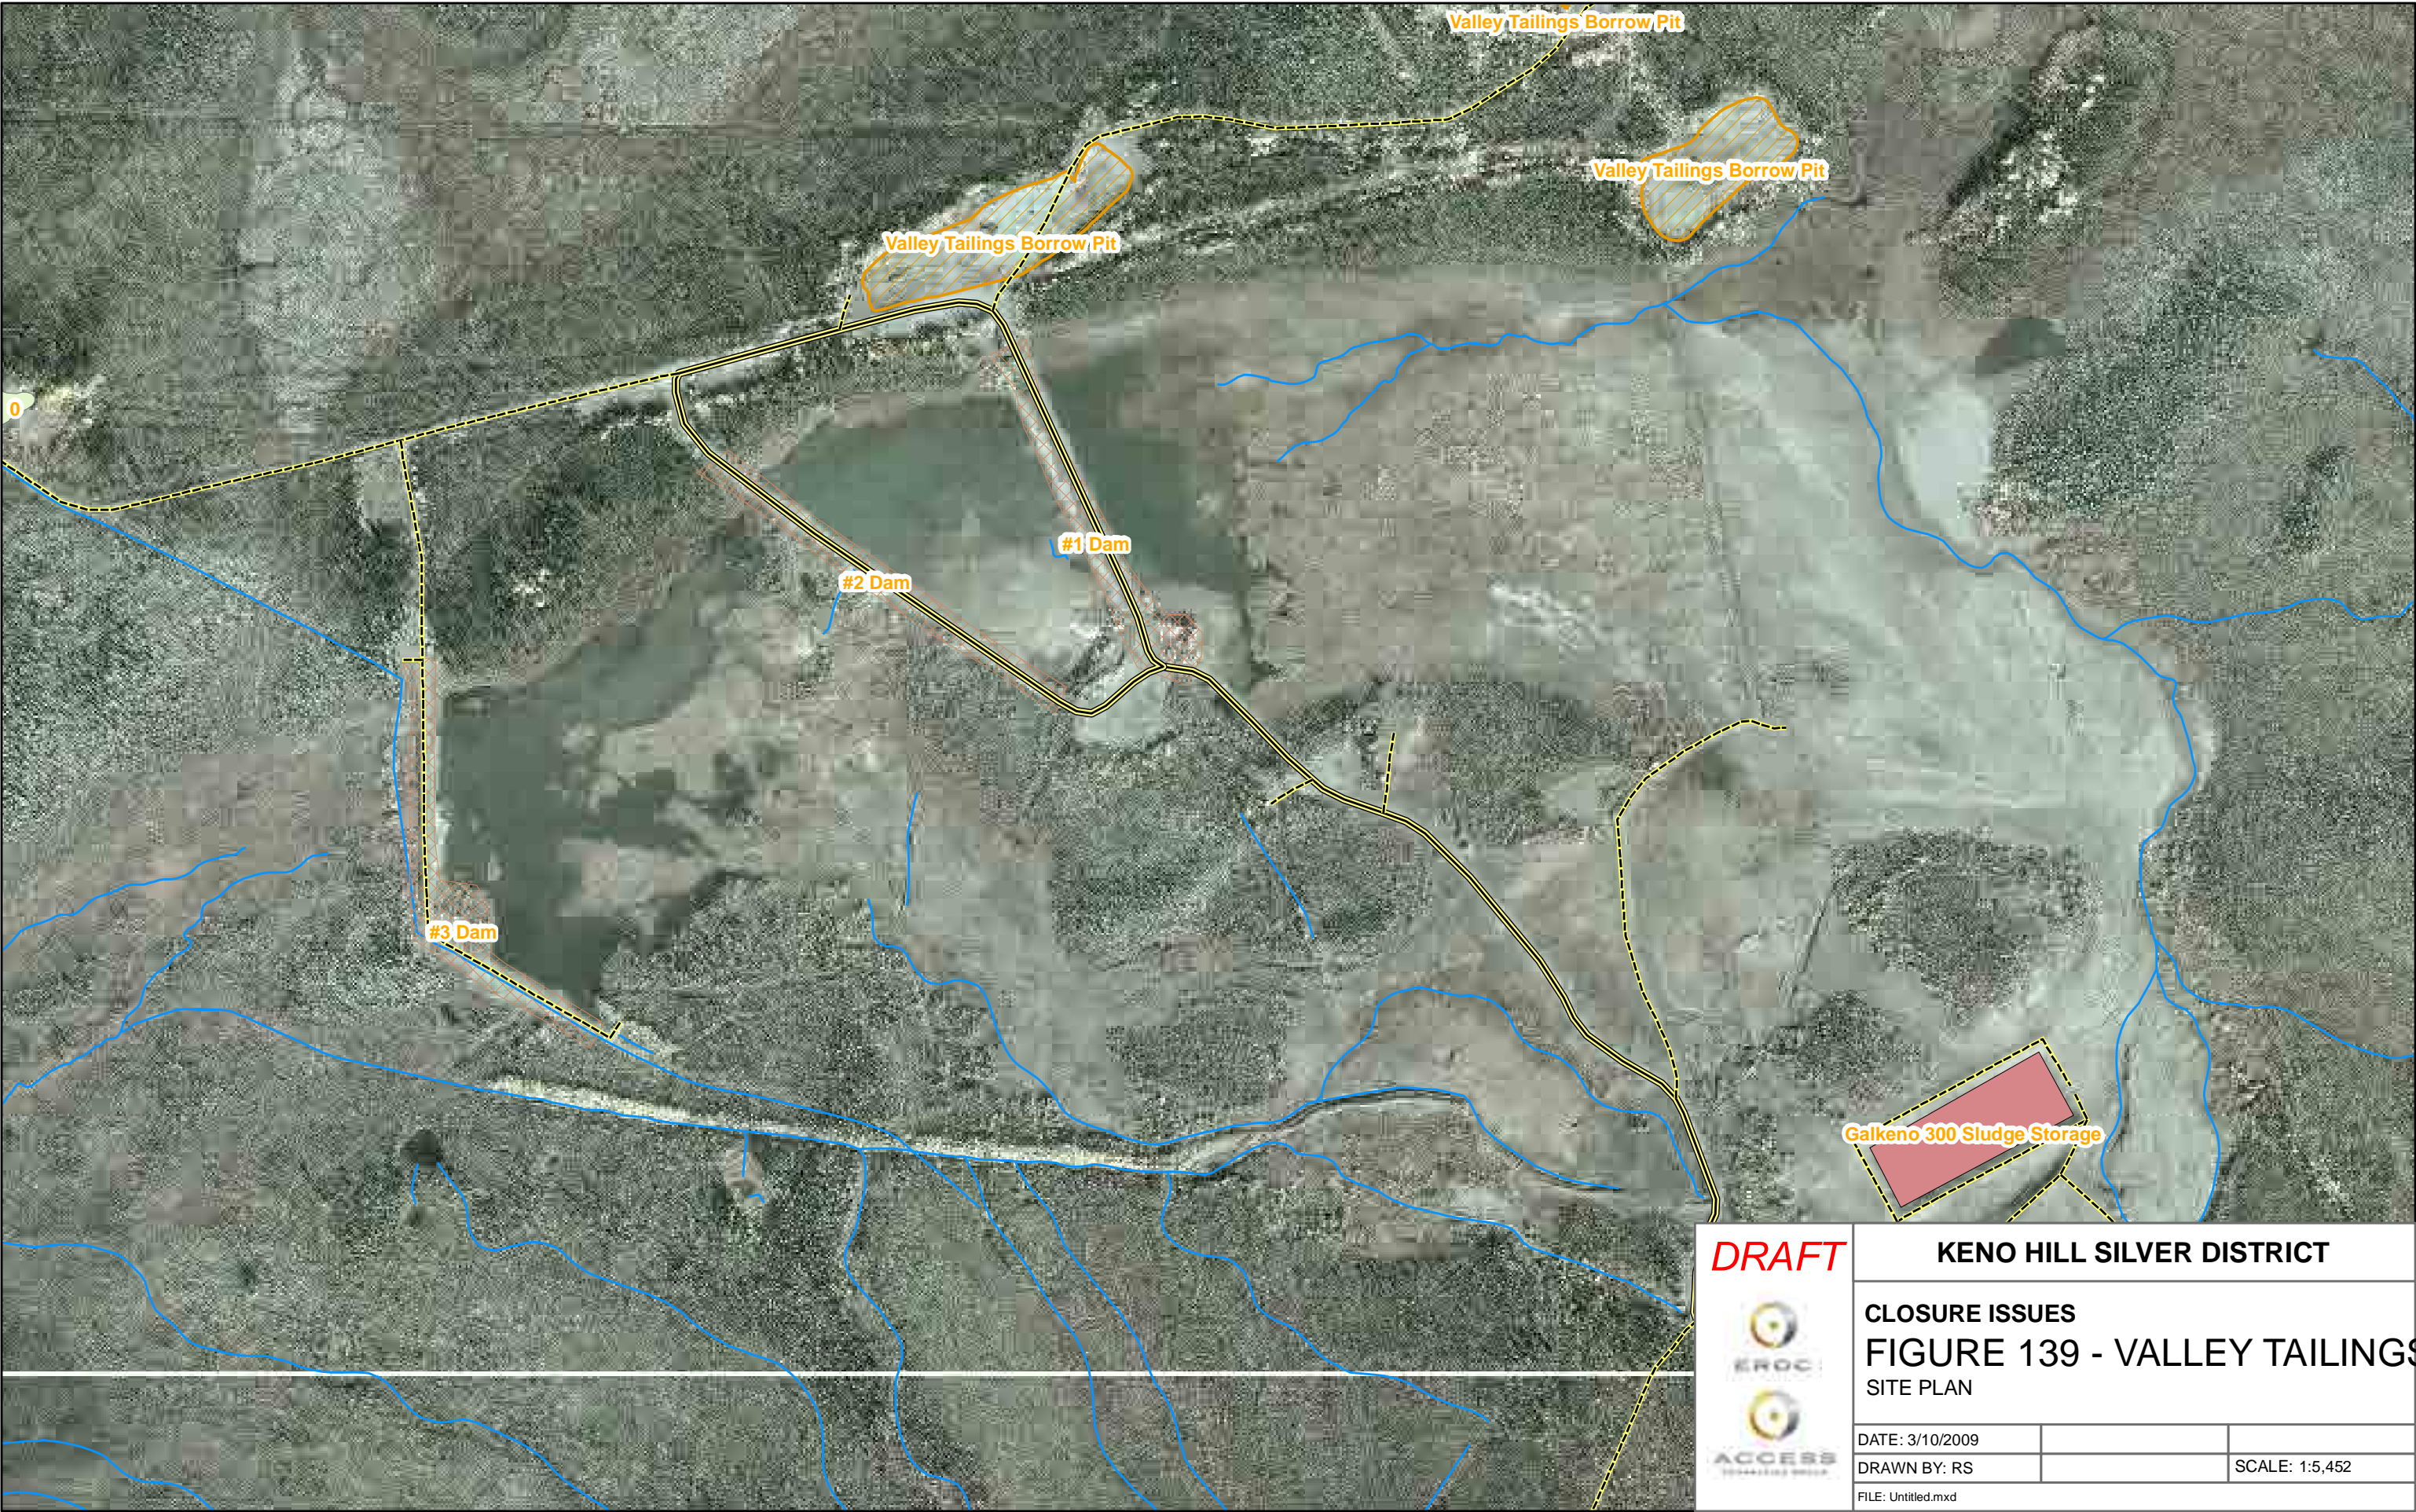 Valley Tailings Borrow Pit
Valley Tailings Borrow Pit
Valley Tailings Borrow Pit
0
#1 Dam
#2 Dam
#3 Dam
Galkeno 300 Sludge Storage
DRAFT
EROC
ACCESS
KENO HILL SILVER DISTRICT
CLOSURE ISSUES
FIGURE 139 - VALLEY TAILINGS
SITE PLAN
DATE: 3/10/2009
DRAWN BY: RS
SCALE: 1:5,452
FILE: Untitled.mxd